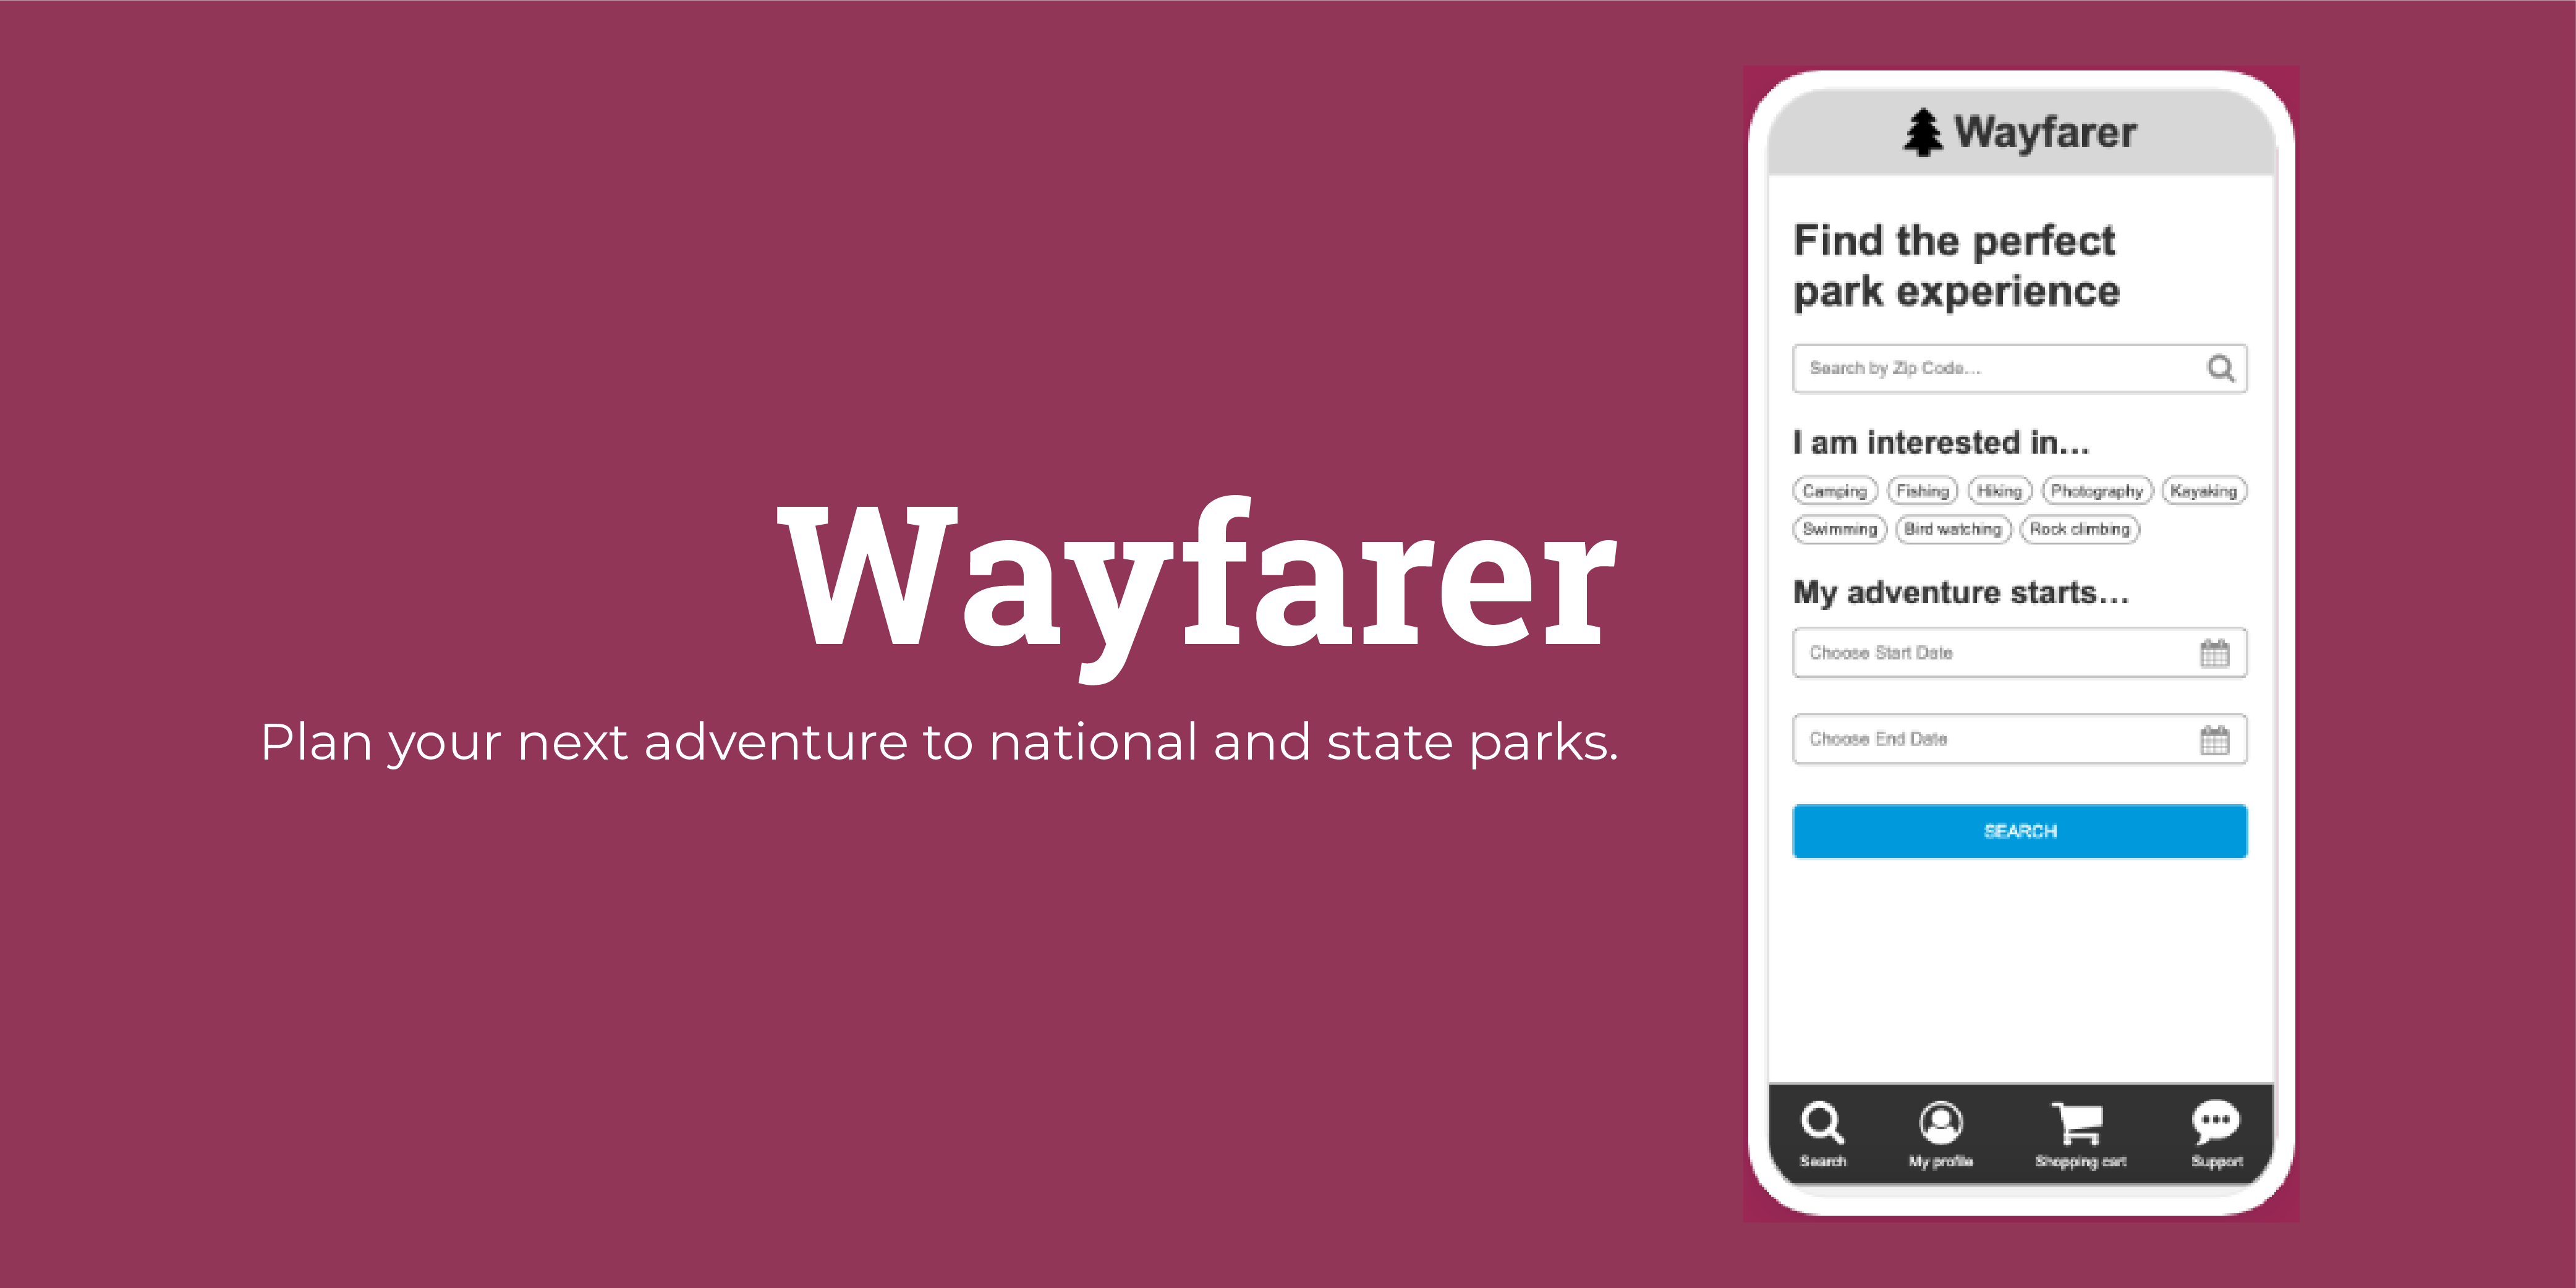 Wayfarer
Plan your next adventure to national and state parks.
Wayfarer
Find the perfect
park experience
Search by Zip Code...
I am interested in...
Camping Fishing Hiking Photography Kayaking
Swimming Bird watching Rock climbing
My adventure starts...
Choose Start Date
Choose End Date
SEARCH
Search My profile Shopping cart Support